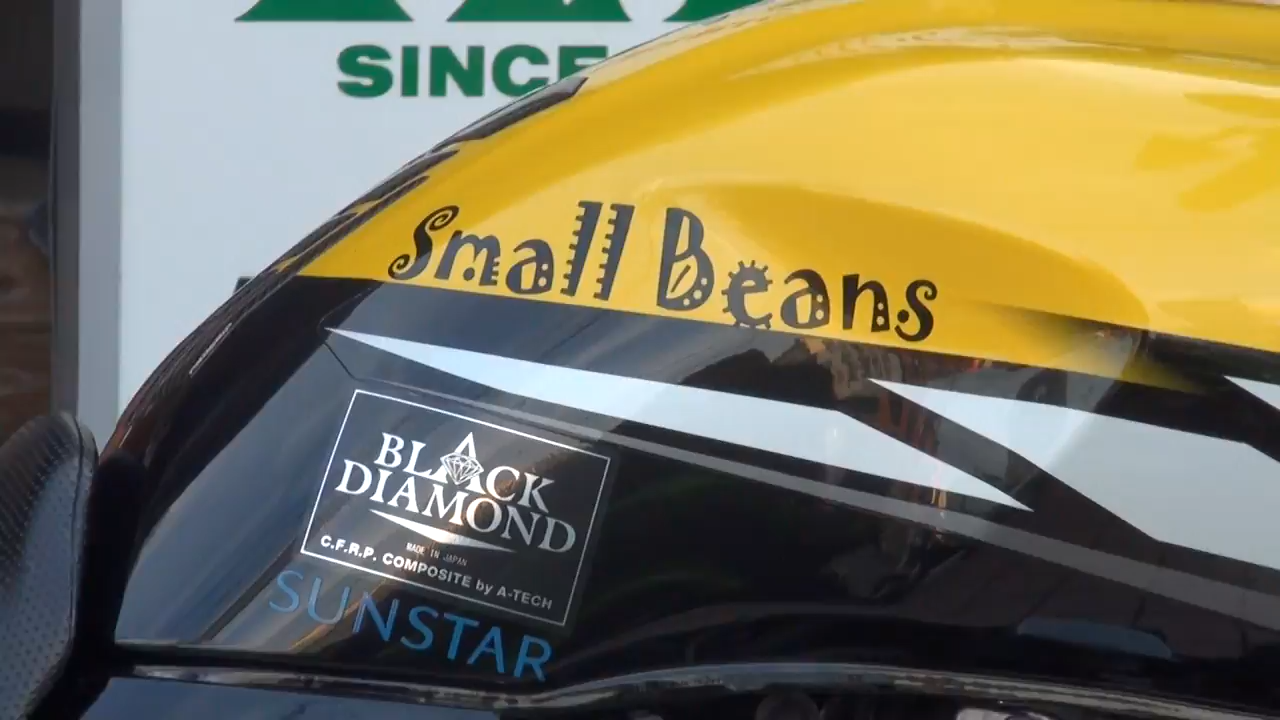 SINCE
Small Beans
BLACK
DIAMOND
MADE IN JAPAN
C.F.R.P. COMPOSITE by A-TECH
SUNSTAR